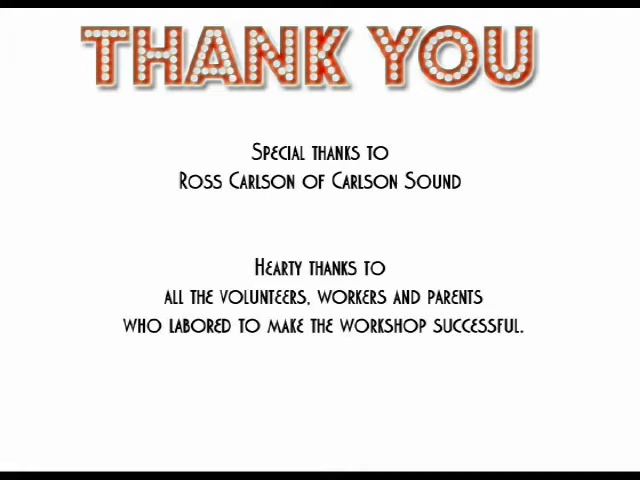 THANK YOU
Special thanks to
Ross Carlson of Carlson Sound
Hearty thanks to
all the volunteers, workers and parents
who labored to make the workshop successful.